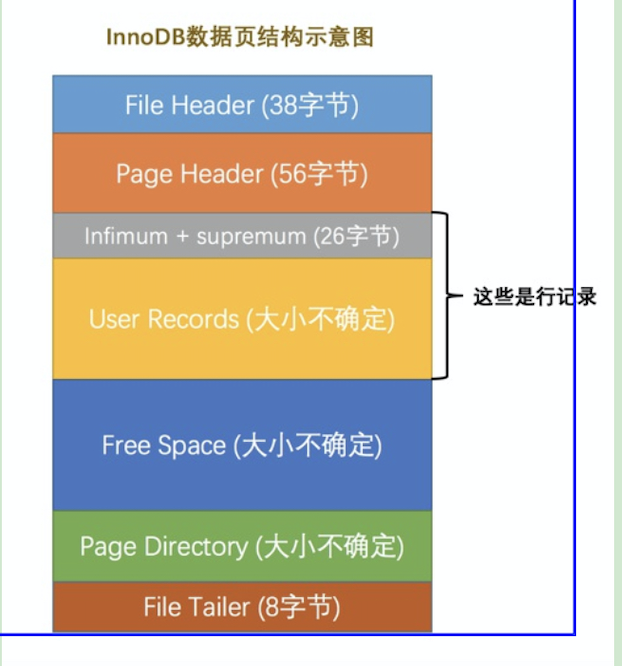 InnoDB数据页结构示意图
File Header (38字节)
Page Header (56字节)
Infimum + supremum (26字节)
User Records (大小不确定)
这些是行记录
Free Space (大小不确定)
Page Directory (大小不确定)
File Tailer (8字节)